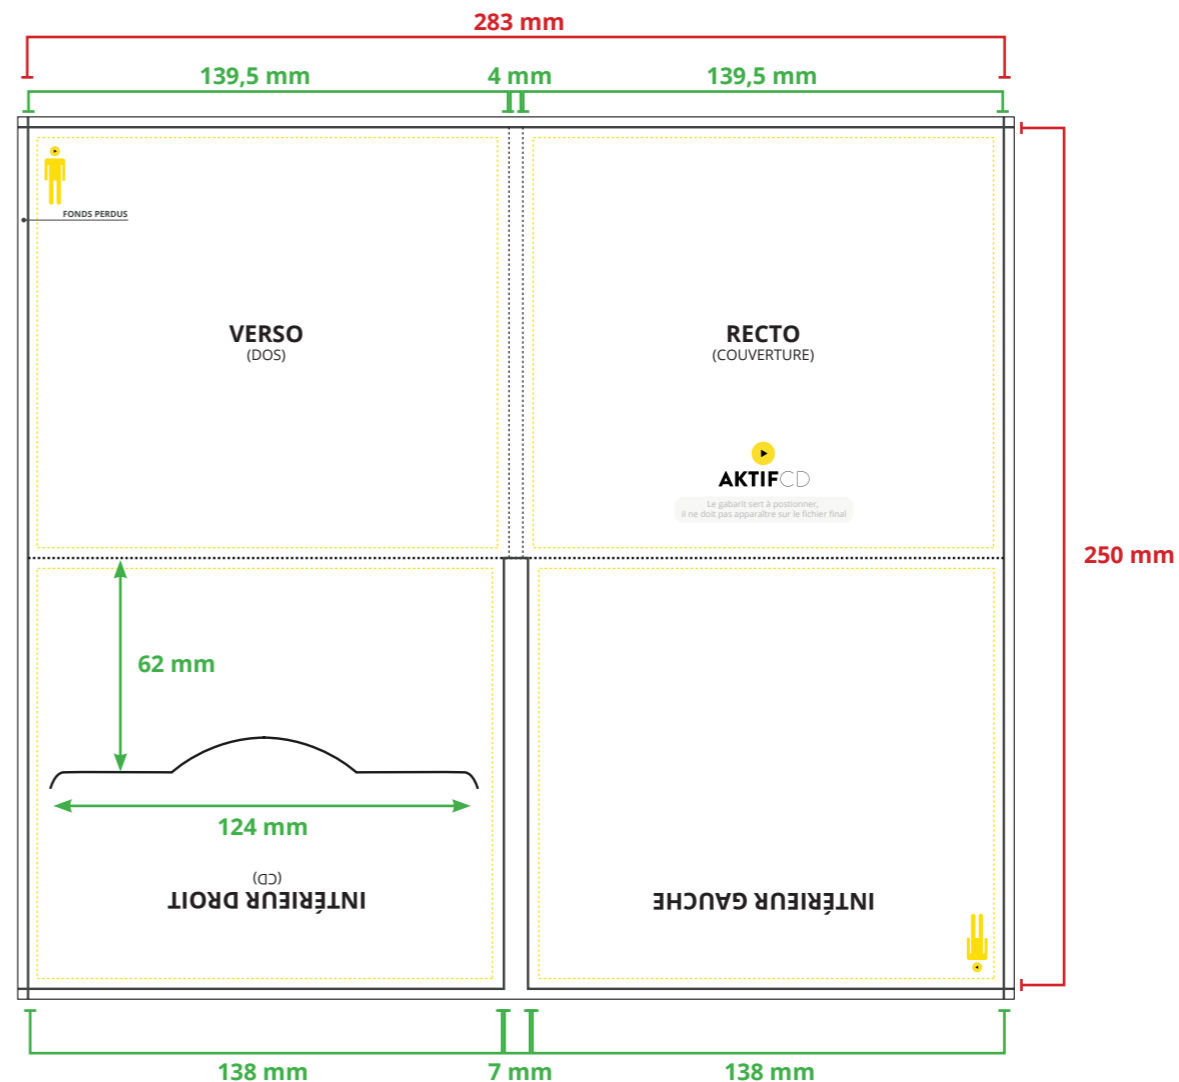 283 mm
139,5 mm
4 mm
139,5 mm
FONDS PERDUS
VERSO
(DOS)
RECTO
(COUVERTURE)
AKTIFCD
Le gabarit sert à postionner,
il ne doit pas apparaître sur le fichier final
250 mm
62 mm
124 mm
(CD)
INTÉRIEUR DROIT
INTÉRIEUR GAUCHE
138 mm
7 mm
138 mm